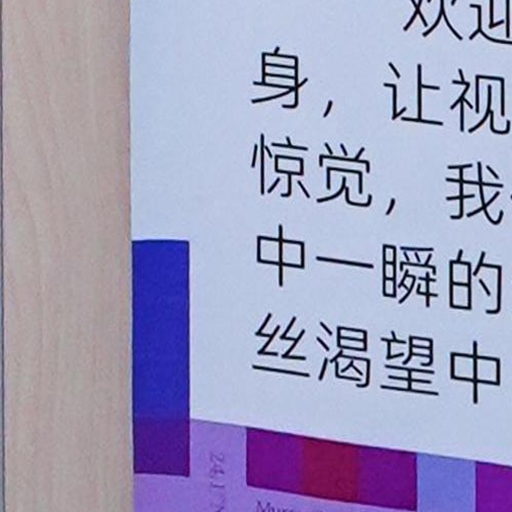 欢迎
身，让视
惊觉，我
中一瞬的
丝渴望中